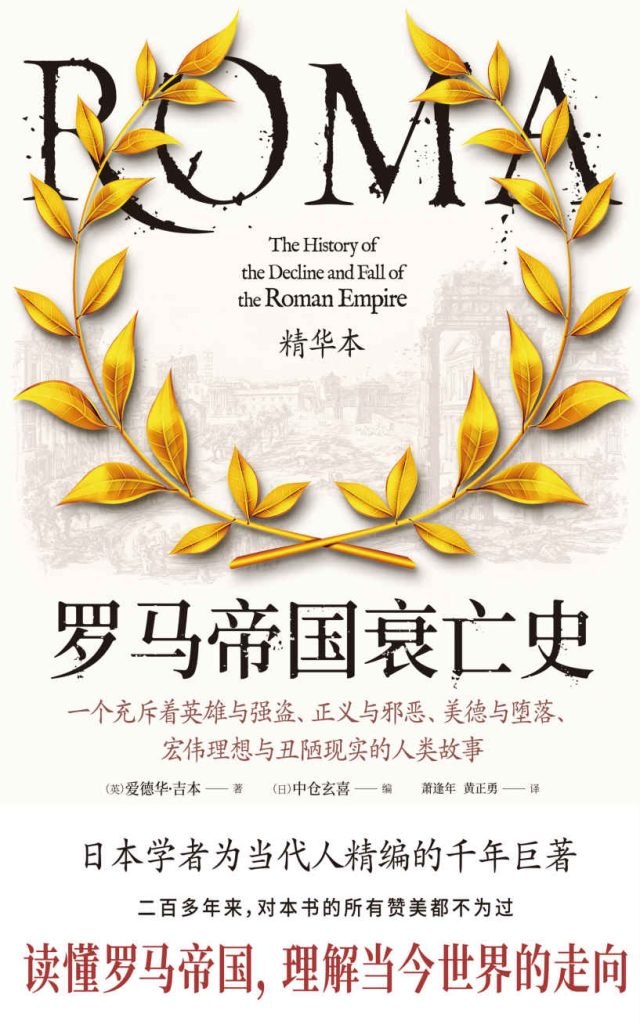 ROMA
The History of
the Decline and Fall of
the Roman Empire
精华本
罗马帝国衰亡史
一个充斥着英雄与强盗、正义与邪恶、美德与堕落、
宏伟理想与丑陋现实的人类故事
(英)爱德华·吉本——著 (日)中仓玄喜——编 萧逢年 黄正勇——译
日本学者为当代人精编的千年巨著
二百多年来,对本书的所有赞美都不为过
读懂罗马帝国,理解当今世界的走向